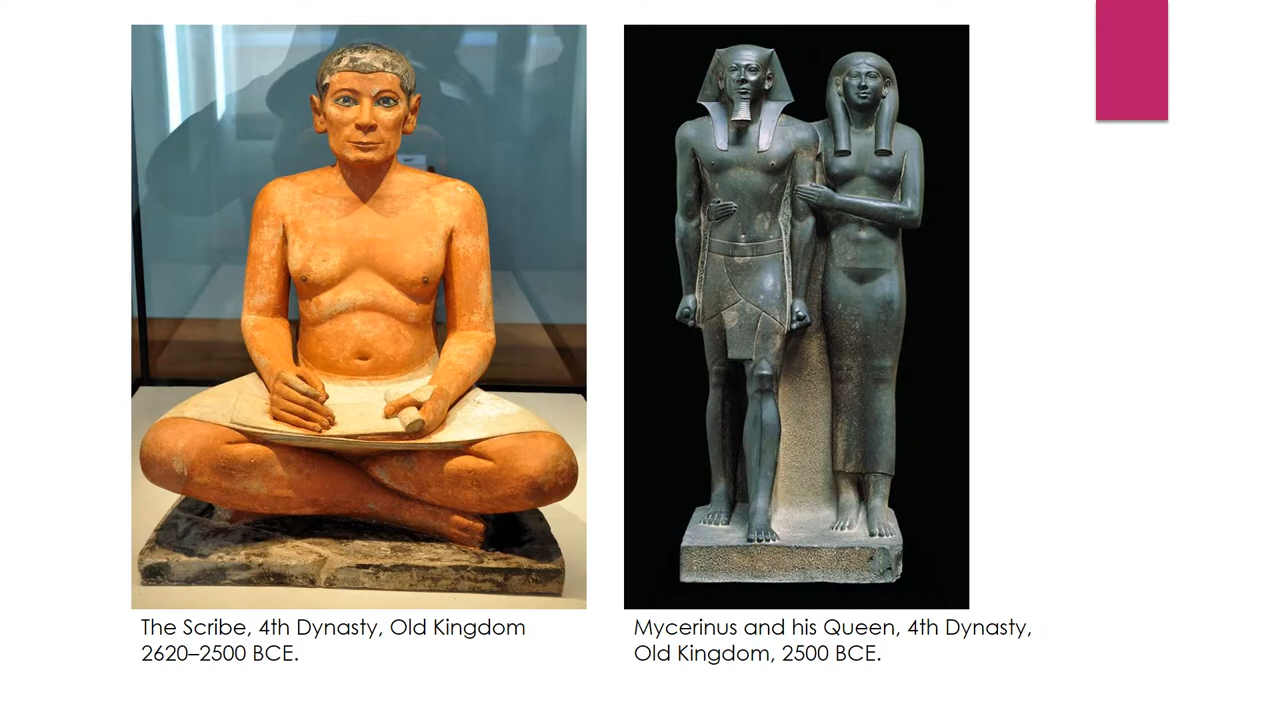 The Scribe, 4th Dynasty, Old Kingdom
2620–2500 BCE.
Mycerinus and his Queen, 4th Dynasty,
Old Kingdom, 2500 BCE.